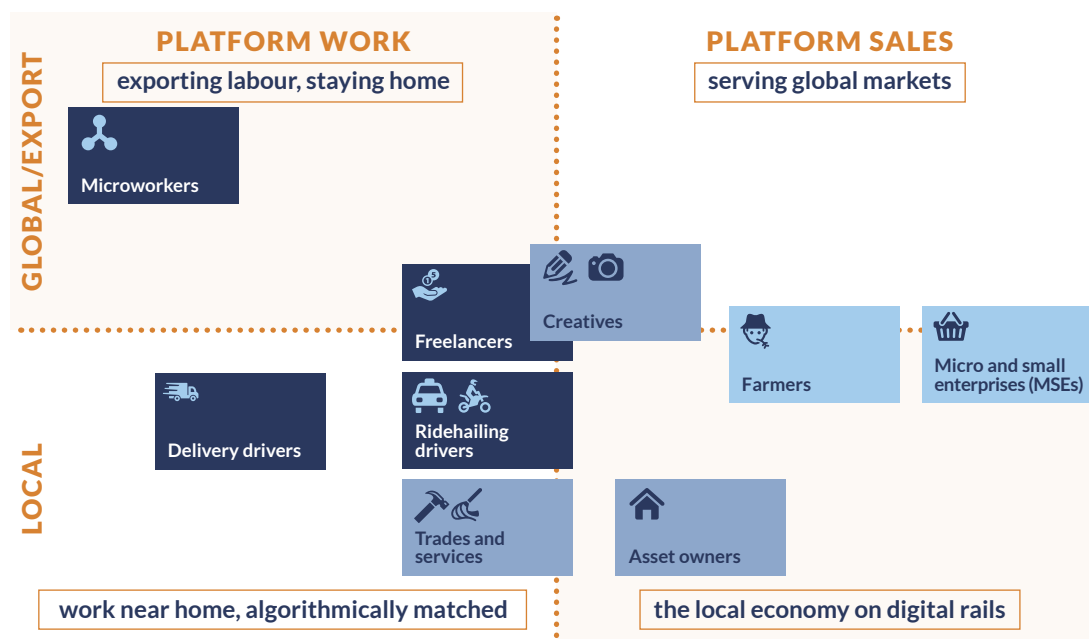 PLATFORM WORK
PLATFORM SALES
exporting labour, staying home
serving global markets
GLOBAL/EXPORT
Microworkers
Creatives
Freelancers
Farmers
Micro and small
enterprises (MSEs)
LOCAL
Delivery drivers
Ridehailing
drivers
Trades and
services
Asset owners
work near home, algorithmically matched
the local economy on digital rails